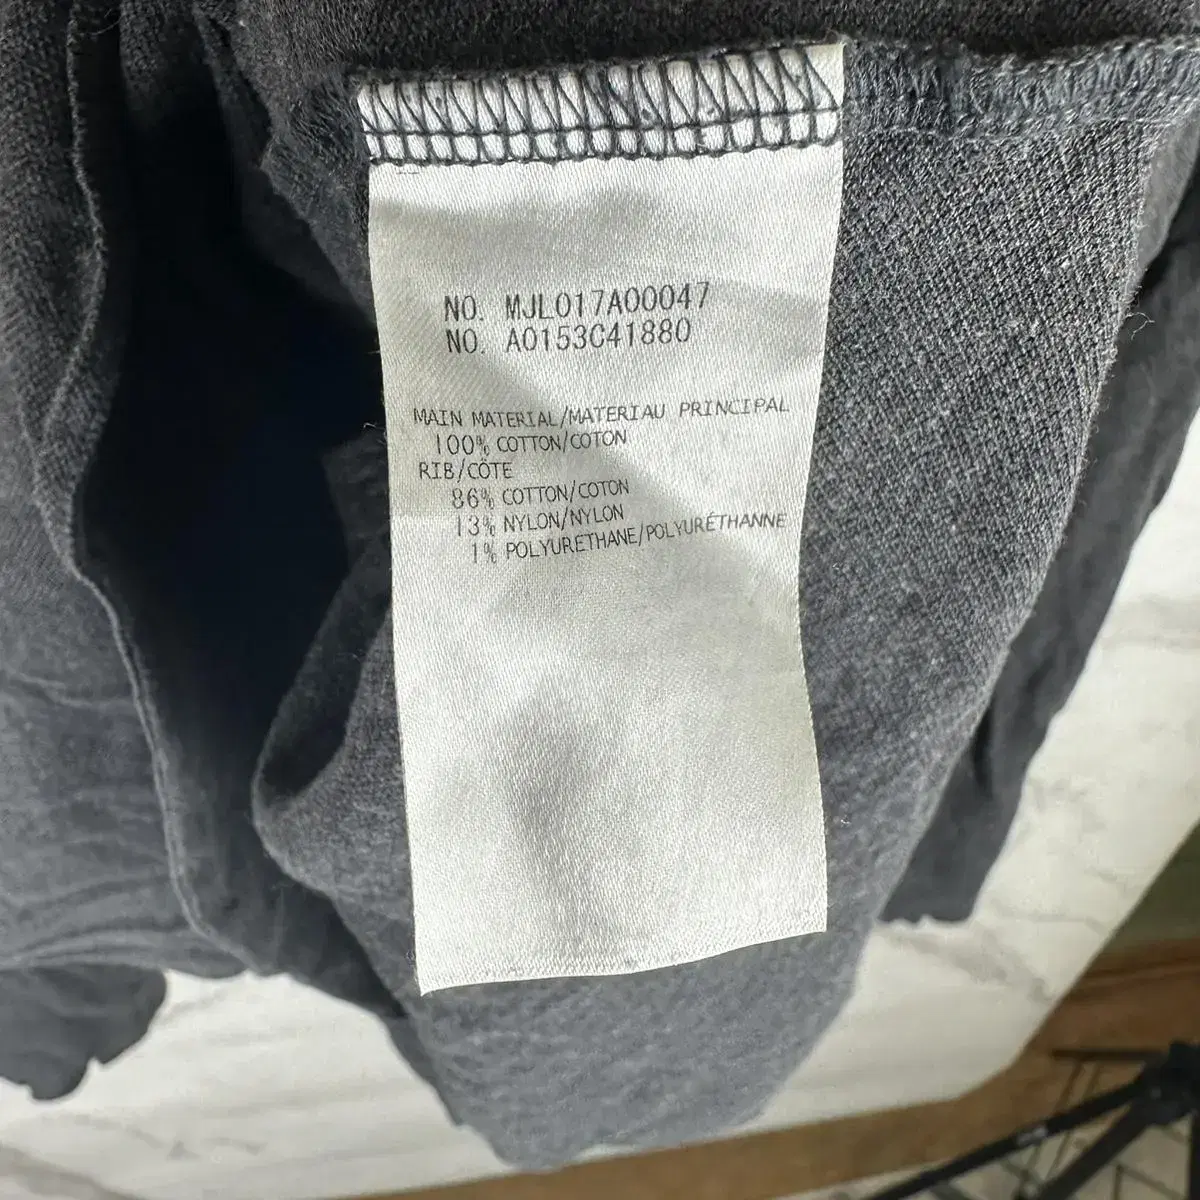 NO. MJL017A00047
NO. A0153C41880
MAIN MATERIAL/MATERIAU PRINCIPAL
100% COTTON/COTON
RIB/CÔTE
86% COTTON/COTON
13% NYLON/NYLON
1% POLYURETHANE/POLYURÉTHANNE